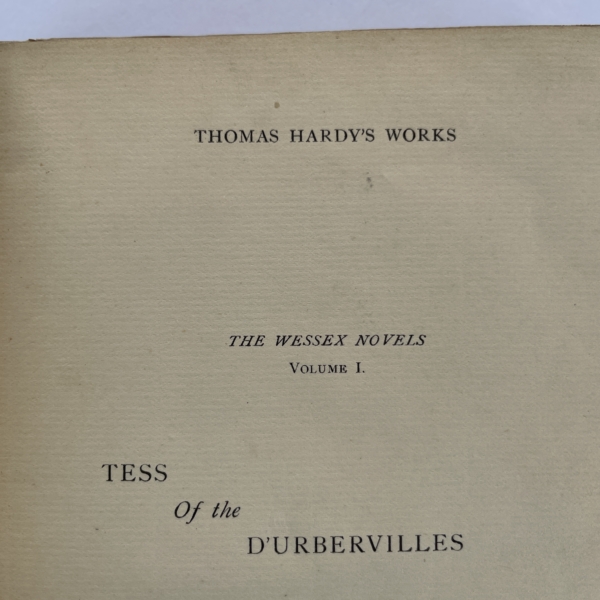 THOMAS HARDY'S WORKS
THE WESSEX NOVELS
VOLUME I.
TESS
Of the
D'URBERVILLES